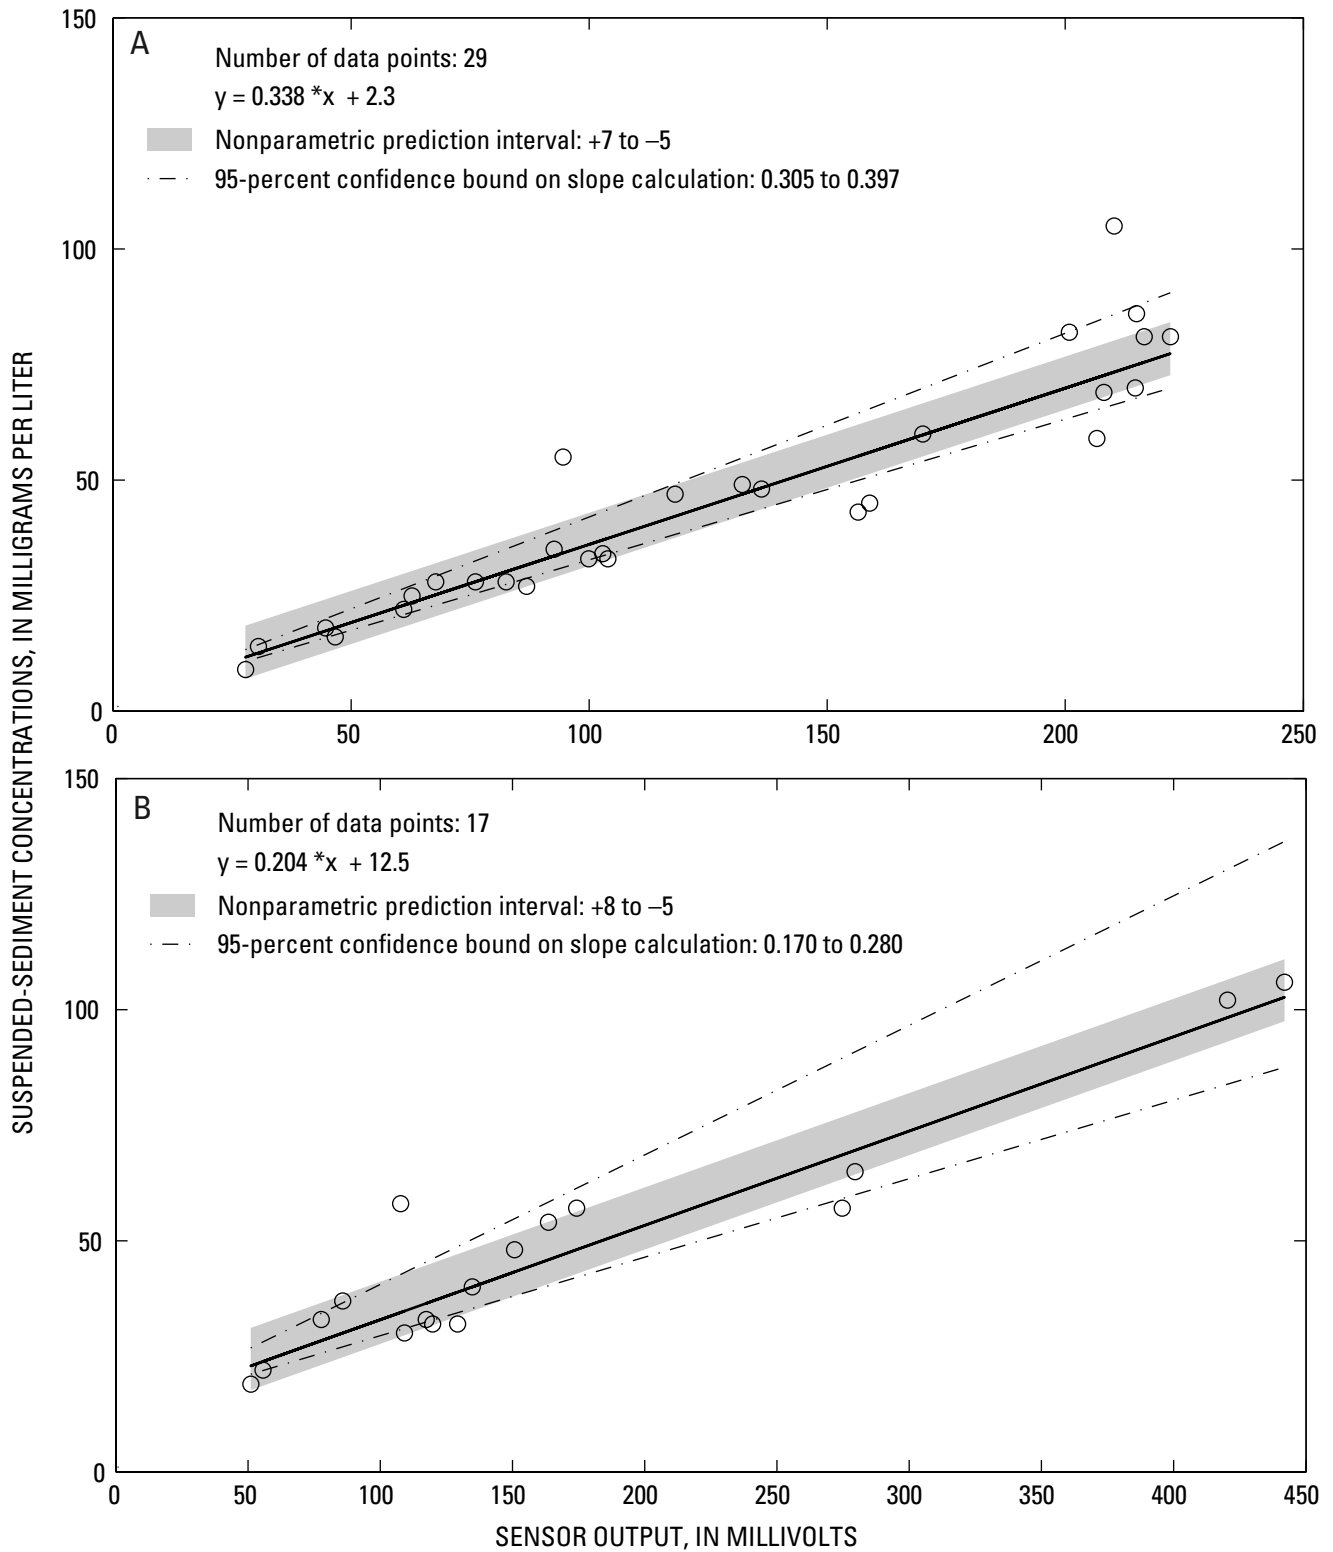 SUSPENDED-SEDIMENT CONCENTRATIONS, IN MILLIGRAMS PER LITER
A
Number of data points: 29
y = 0.338 *x + 2.3
Nonparametric prediction interval: +7 to –5
95-percent confidence bound on slope calculation: 0.305 to 0.397
150
100
50
0
0 50 100 150 200 250
B
Number of data points: 17
y = 0.204 *x + 12.5
Nonparametric prediction interval: +8 to –5
95-percent confidence bound on slope calculation: 0.170 to 0.280
150
100
50
0
0 50 100 150 200 250 300 350 400 450
SENSOR OUTPUT, IN MILLIVOLTS